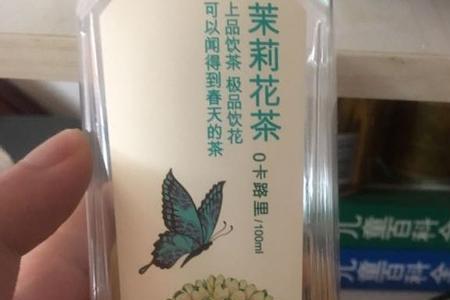 茉莉花茶
0卡路里/100ml
上品饮茶 极品饮花
可以闻得到春天的茶
儿童百科全
儿童百科全